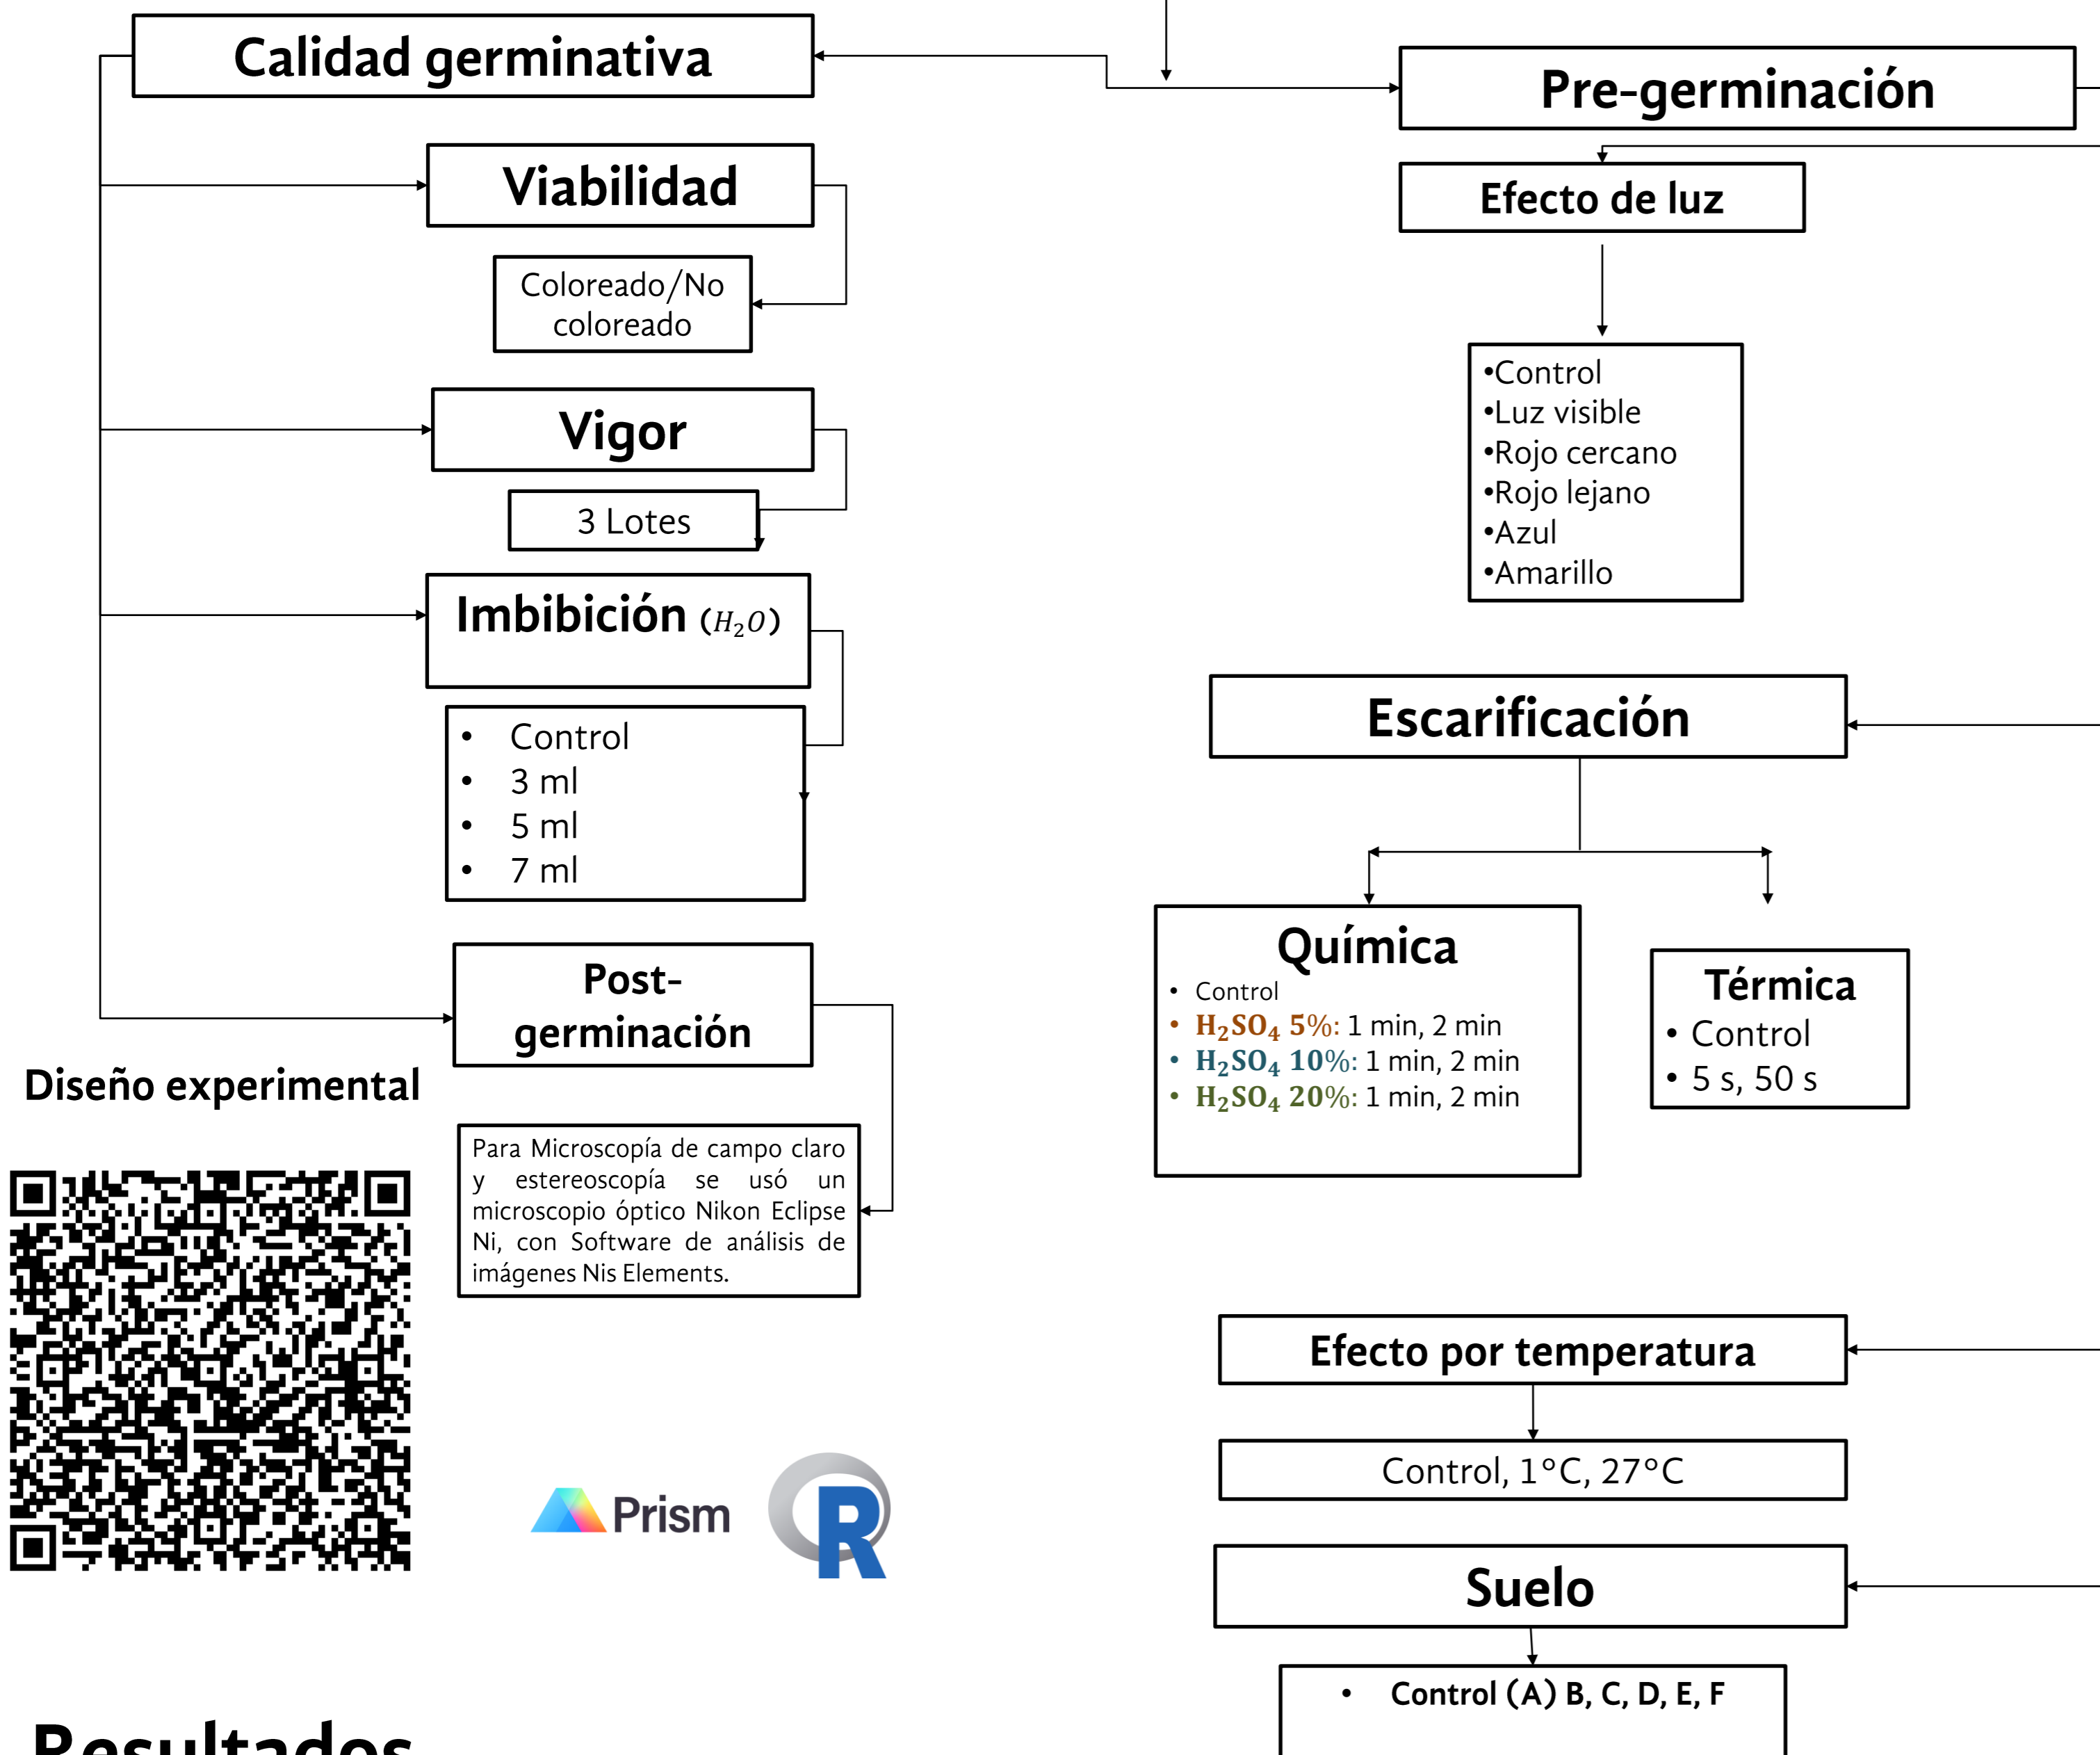 Calidad germinativa
Viabilidad
Coloreado/No
coloreado
Vigor
3 Lotes
Imbibición (H₂O)
• Control
• 3 ml
• 5 ml
• 7 ml
Post-
germinación
Para Microscopía de campo claro
y estereoscopía se usó un
microscopio óptico Nikon Eclipse
Ni, con Software de análisis de
imágenes Nis Elements.
Diseño experimental
Prism
R
Pre-germinación
Efecto de luz
•Control
•Luz visible
•Rojo cercano
•Rojo lejano
•Azul
•Amarillo
Escarificación
Química
• Control
• H₂SO₄ 5%: 1 min, 2 min
• H₂SO₄ 10%: 1 min, 2 min
• H₂SO₄ 20%: 1 min, 2 min
Térmica
• Control
• 5 s, 50 s
Efecto por temperatura
Control, 1°C, 27°C
Suelo
• Control (A) B, C, D, E, F
Resultados